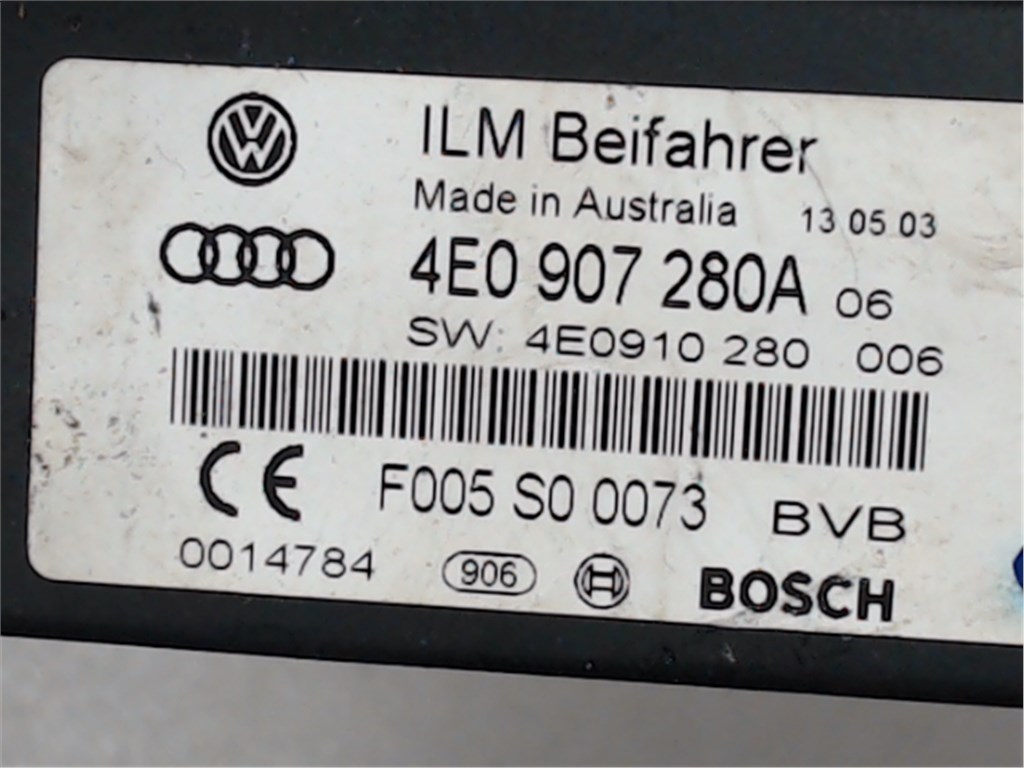 ILM Beifahrer
Made in Australia 13 05 03
4E0 907 280A 06
SW: 4E0910 280 006
CE F005 S0 0073 BVB
0014784 906 BOSCH